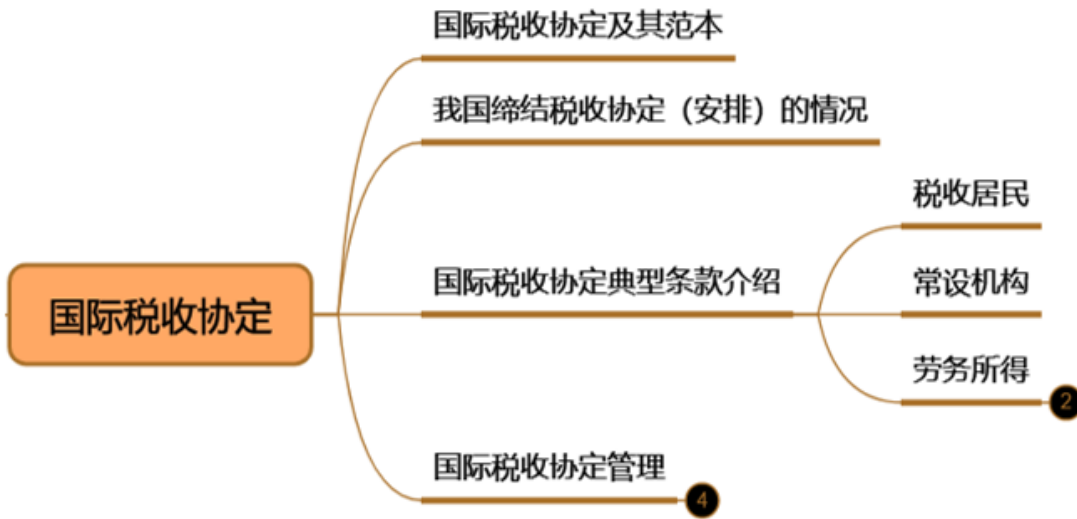 国际税收协定
国际税收协定及其范本
我国缔结税收协定（安排）的情况
国际税收协定典型条款介绍
税收居民
常设机构
劳务所得
2
国际税收协定管理
4